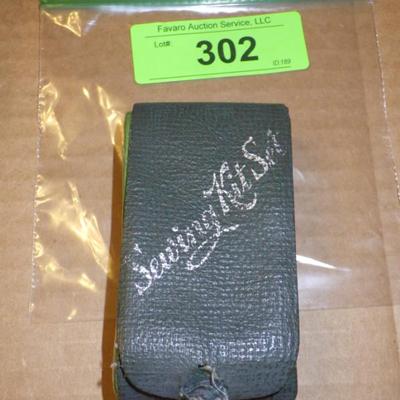 Favaro Auction Service, LLC
Lot#:
302
ID:189
Sewing Kit Set